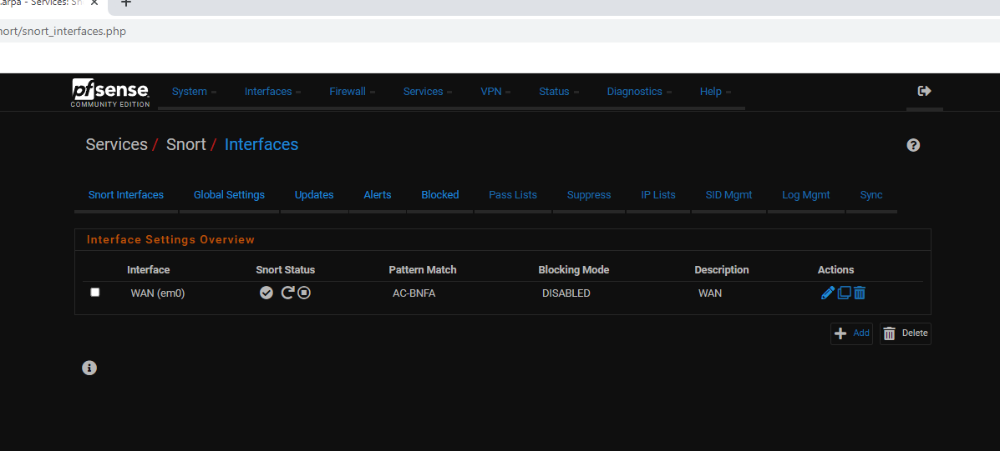 .arpa - Services: Sn
nort/snort_interfaces.php
pfsense
COMMUNITY EDITION
System Interfaces Firewall Services VPN Status Diagnostics Help
Services / Snort / Interfaces
Snort Interfaces Global Settings Updates Alerts Blocked Pass Lists Suppress IP Lists SID Mgmt Log Mgmt Sync
Interface Settings Overview
Interface Snort Status Pattern Match Blocking Mode Description Actions
WAN (em0) AC-BNFA DISABLED WAN
Add Delete